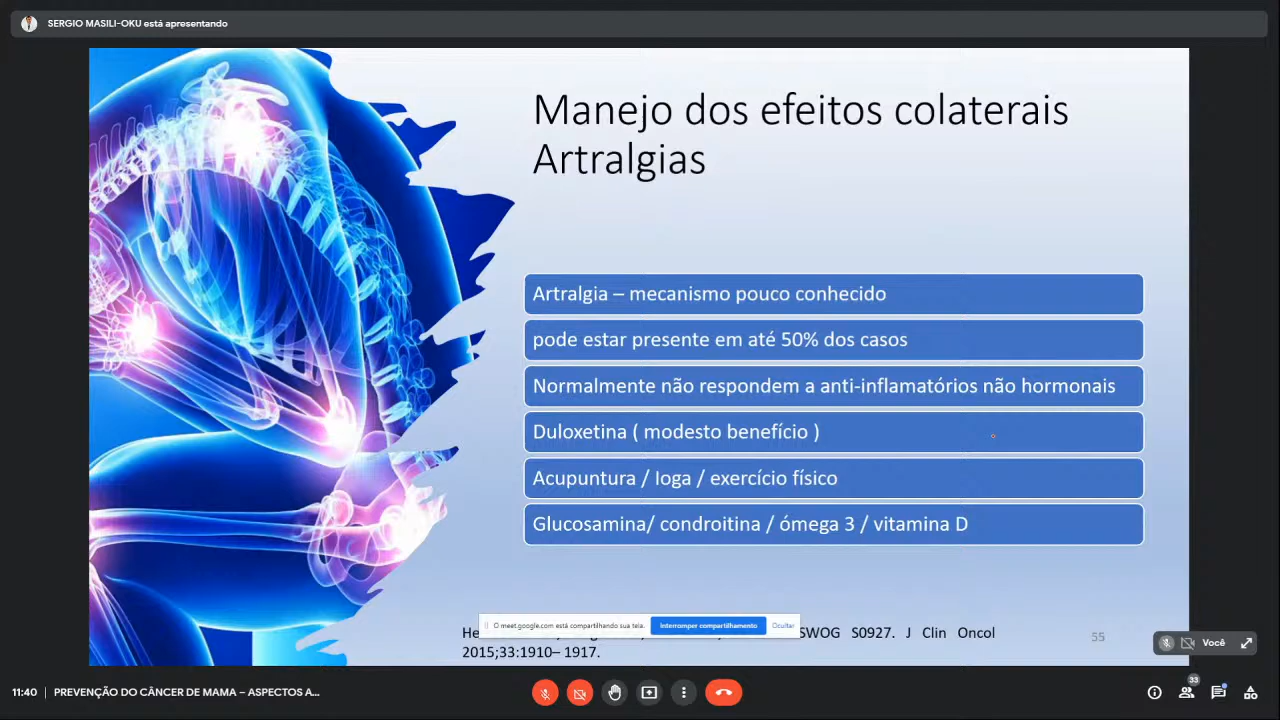 SERGIO MASILI-OKU está apresentando
Manejo dos efeitos colaterais
Artralgias
Artralgia – mecanismo pouco conhecido
pode estar presente em até 50% dos casos
Normalmente não respondem a anti-inflamatórios não hormonais
Duloxetina ( modesto benefício )
Acupuntura / Ioga / exercício físico
Glucosamina/ condroitina / ómega 3 / vitamina D
O meet.google.com está compartilhando sua tela.
Interromper compartilhamento
Ocultar
SWOG S0927. J Clin Oncol
2015;33:1910– 1917.
55
Você
33
11:40 | PREVENÇÃO DO CÂNCER DE MAMA – ASPECTOS A...